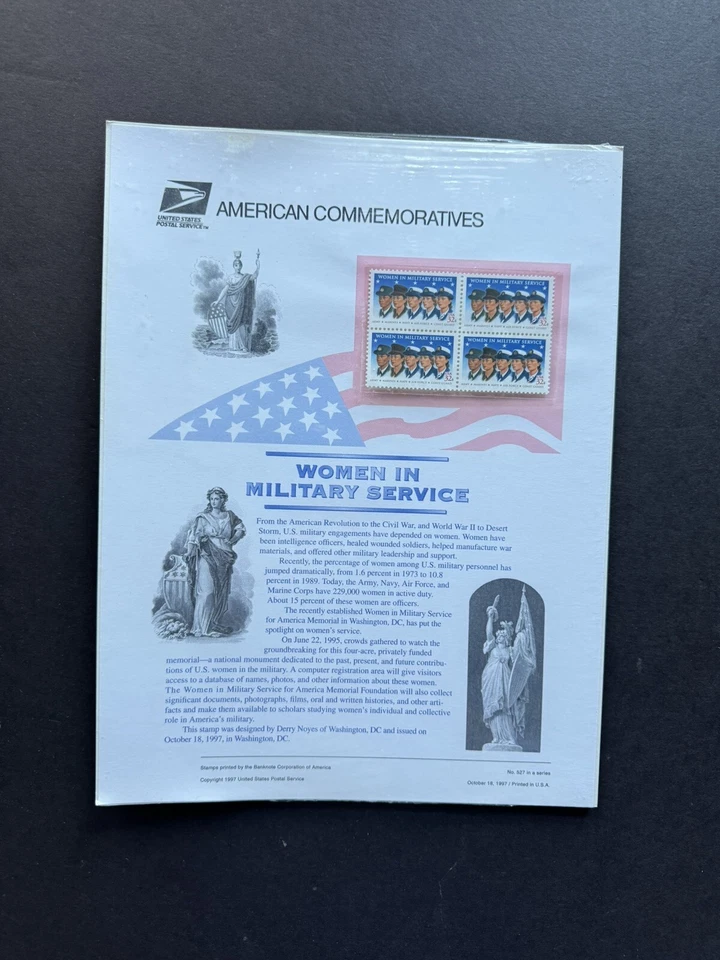 UNITED STATES
POSTAL SERVICE™
AMERICAN COMMEMORATIVES
WOMEN IN MILITARY SERVICE
WOMEN IN MILITARY SERVICE
32
32
WOMEN IN MILITARY SERVICE
WOMEN IN MILITARY SERVICE
32
32
WOMEN IN
MILITARY SERVICE
From the American Revolution to the Civil War, and World War II to Desert
Storm, U.S. military engagements have depended on women. Women have
been intelligence officers, healed wounded soldiers, helped manufacture war
materials, and offered other military leadership and support.
Recently, the percentage of women among U.S. military personnel has
jumped dramatically, from 1.6 percent in 1973 to 10.8
percent in 1989. Today, the Army, Navy, Air Force, and
Marine Corps have 229,000 women in active duty.
About 15 percent of these women are officers.
The recently established Women in Military Service
for America Memorial in Washington, DC, has put the
spotlight on women's service.
On June 22, 1995, crowds gathered to watch the
groundbreaking for this four-acre, privately funded
memorial—a national monument dedicated to the past, present, and future contribu-
tions of U.S. women in the military. A computer registration area will give visitors
access to a database of names, photos, and other information about these women.
The Women in Military Service for America Memorial Foundation will also collect
significant documents, photographs, films, oral and written histories, and other arti-
facts and make them available to scholars studying women's individual and collective
role in America's military.
This stamp was designed by Derry Noyes of Washington, DC and issued on
October 18, 1997, in Washington, DC.
Stamps printed by the Banknote Corporation of America
Copyright 1997 United States Postal Service
No. 527 in a series
October 18, 1997 / Printed in U.S.A.